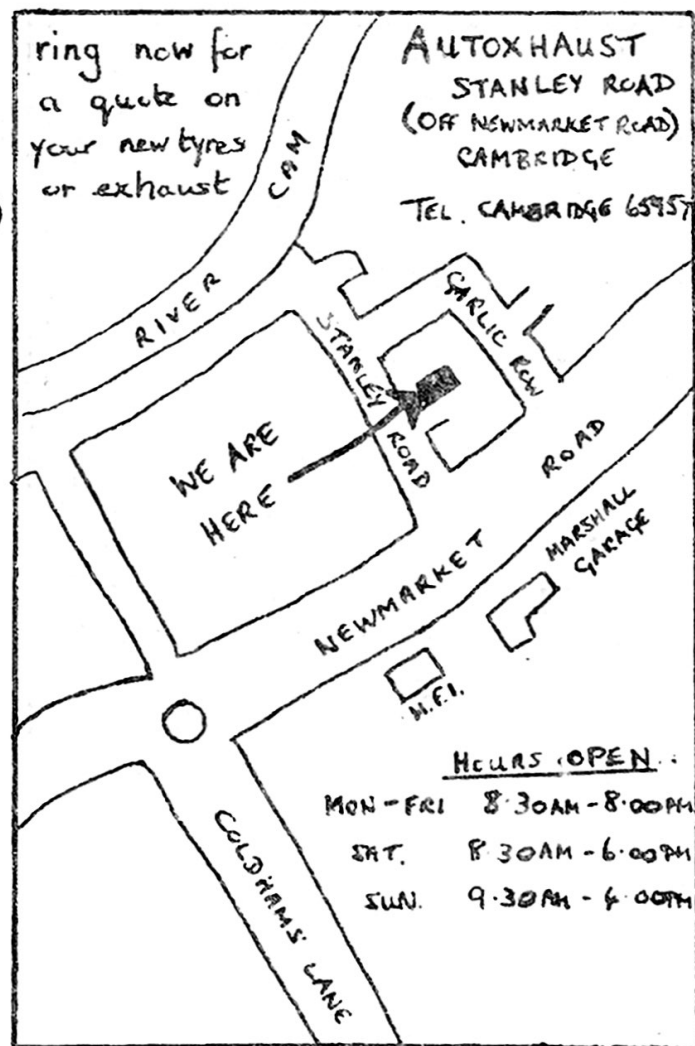 ring now for
a quote on
your new tyres
or exhaust
AUTOXHAUST
STANLEY ROAD
(OFF NEWMARKET ROAD)
CAMBRIDGE
TEL. CAMBRIDGE 65957
RIVER CAM
STANLEY ROAD
GARLIC ROW
WE ARE
HERE
NEWMARKET ROAD
MARSHALL
GARAGE
M.F.I.
COLDHAMS LANE
HOURS OPEN
MON-FRI 8.30AM-8.00PM
SAT. 8.30AM-6.00PM
SUN. 9.30AM-4.00PM